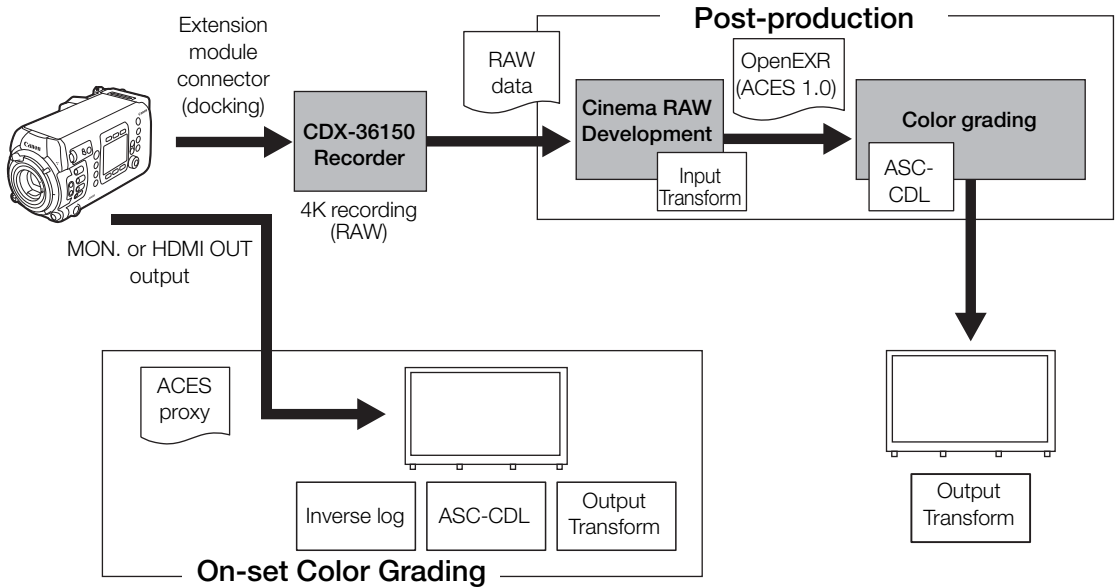 Post-production
Extension
module
connector
(docking)
RAW
data
OpenEXR
(ACES 1.0)
CDX-36150
Recorder
Cinema RAW
Development
Color grading
Input
Transform
ASC-
CDL
Canon
4K recording
(RAW)
MON. or HDMI OUT
output
ACES
proxy
Inverse log
ASC-CDL
Output
Transform
Output
Transform
On-set Color Grading